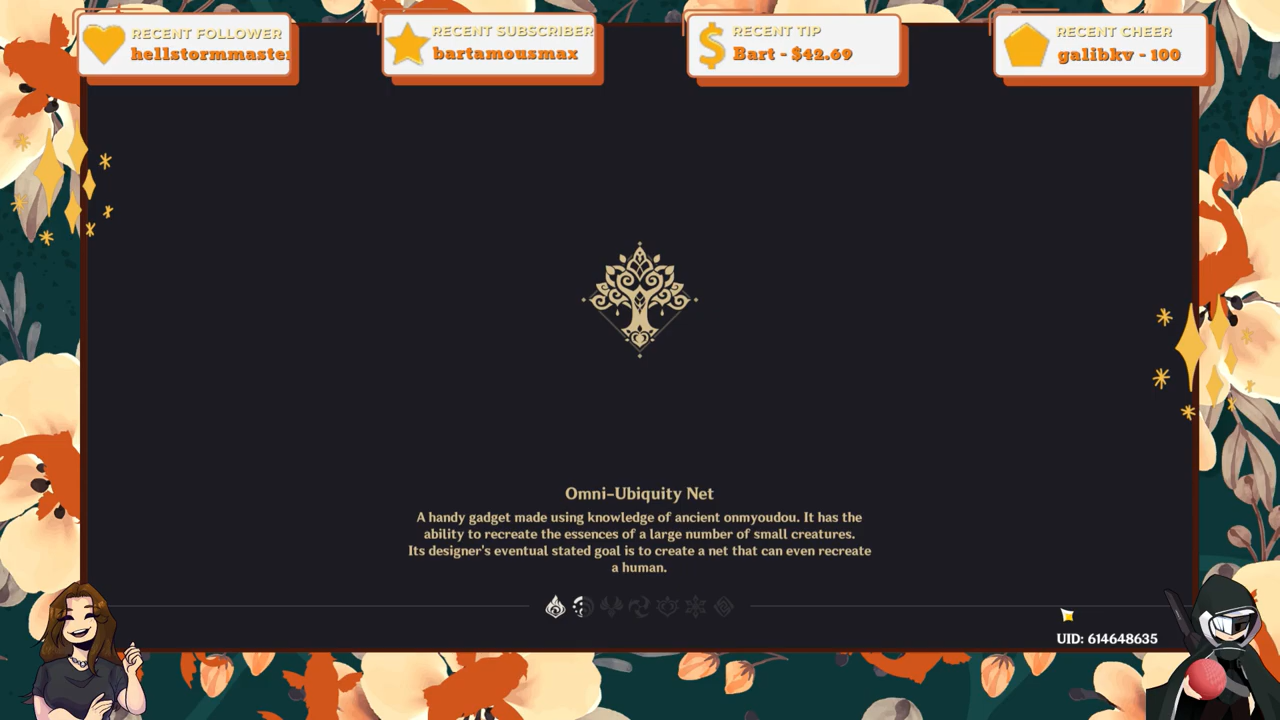 RECENT FOLLOWER
hellstormmaster
RECENT SUBSCRIBER
bartamousmax
RECENT TIP
Bart - $42.69
RECENT CHEER
galibkv - 100
Omni-Ubiquity Net
A handy gadget made using knowledge of ancient onmyoudou. It has the
ability to recreate the essences of a large number of small creatures.
Its designer's eventual stated goal is to create a net that can even recreate
a human.
UID: 614648635